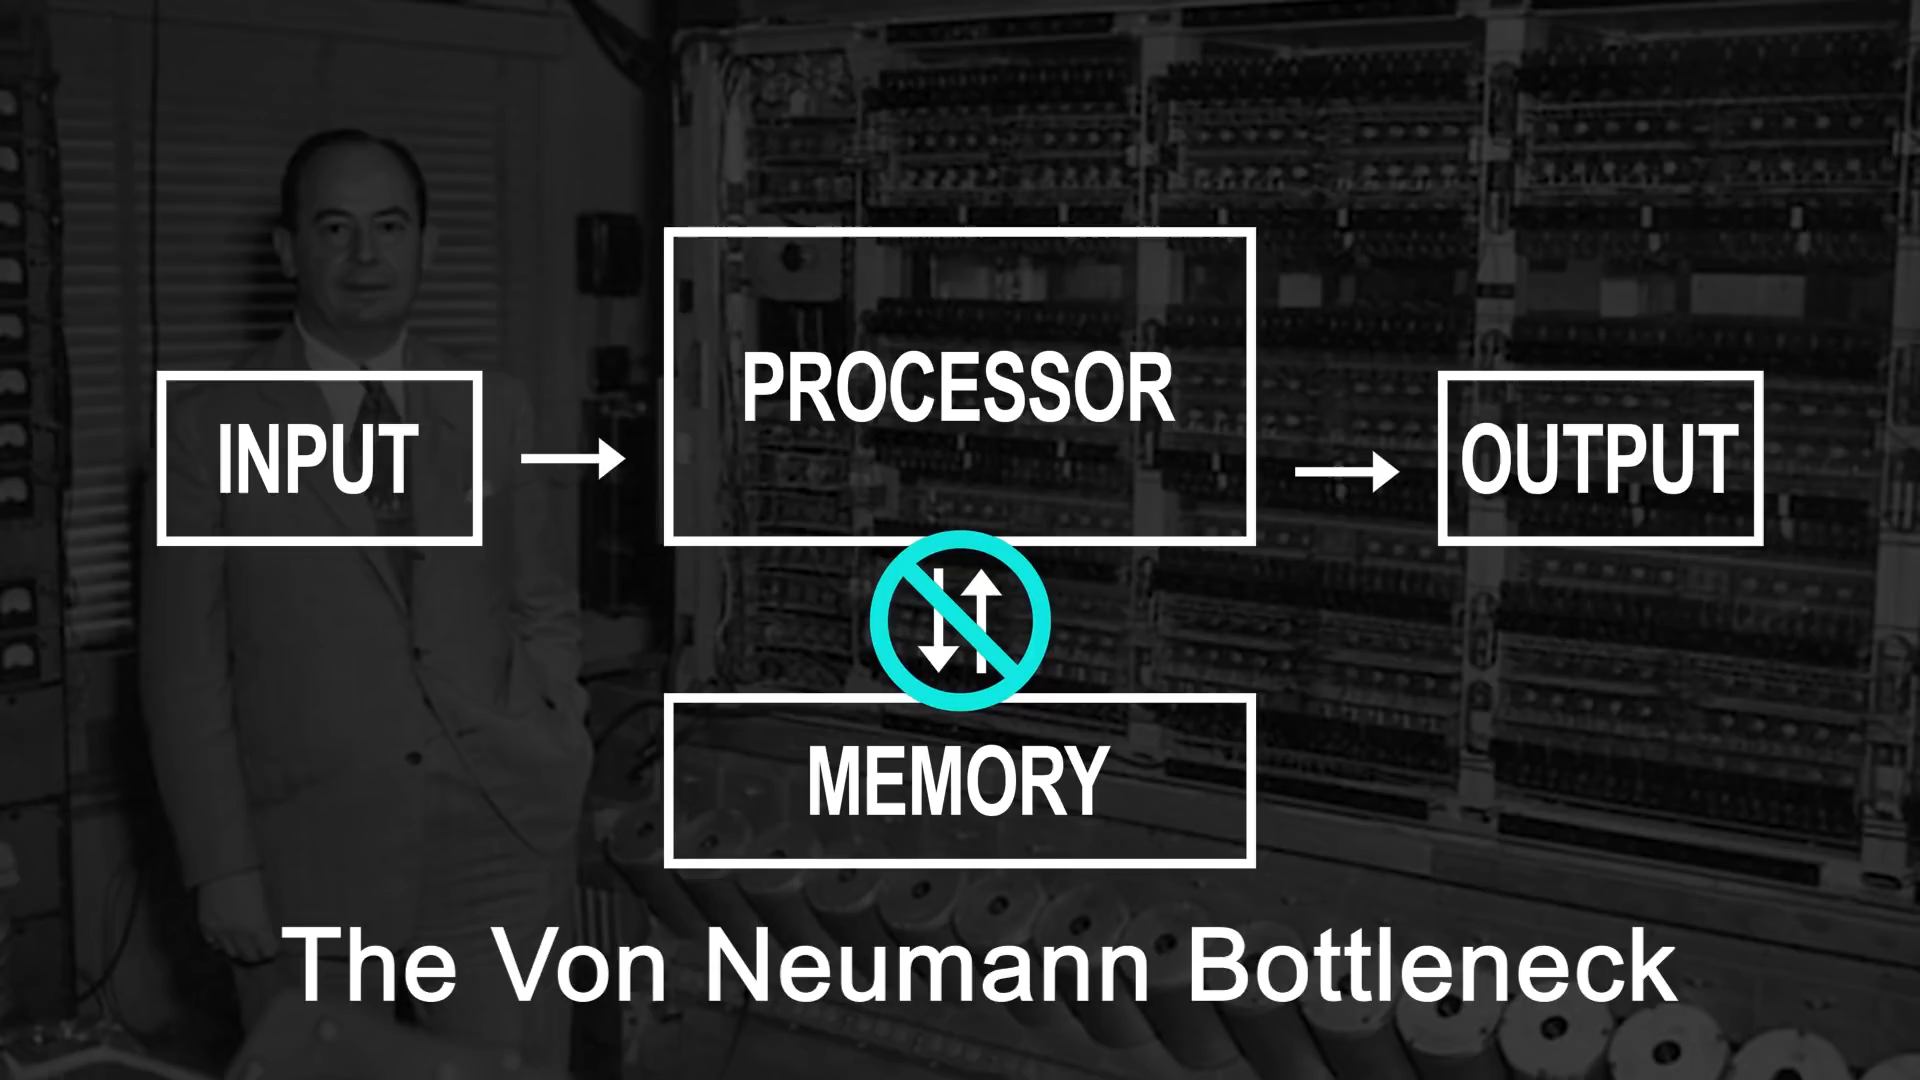 INPUT
PROCESSOR
OUTPUT
MEMORY
The Von Neumann Bottleneck